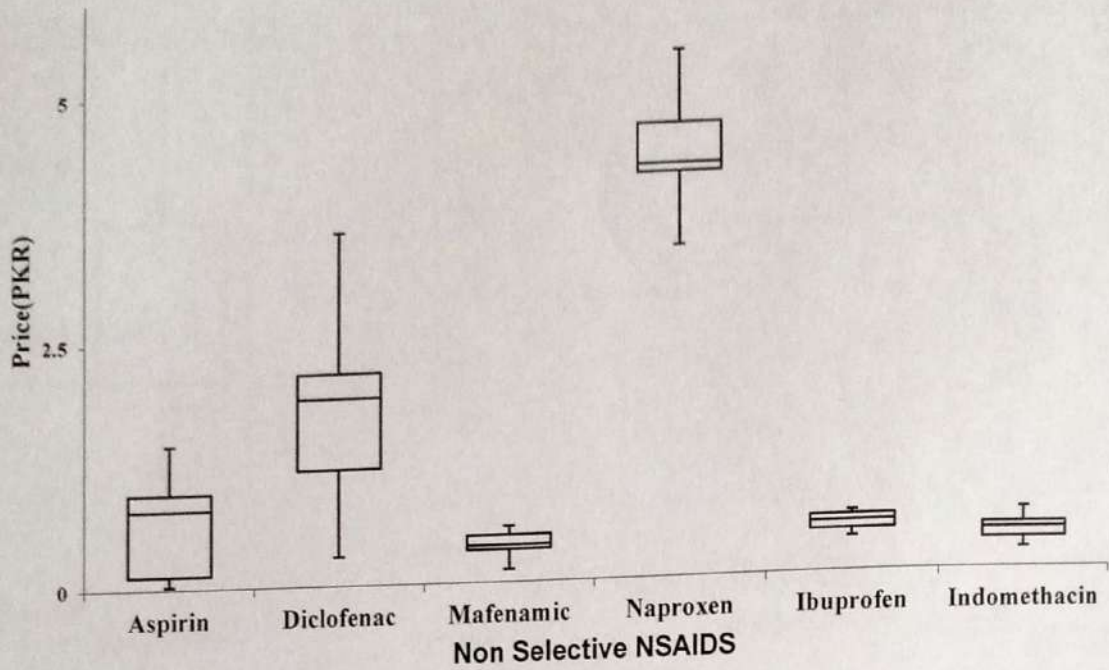 5
Price(PKR)
2.5
0
Aspirin Diclofenac Mafenamic Naproxen Ibuprofen Indomethacin
Non Selective NSAIDS